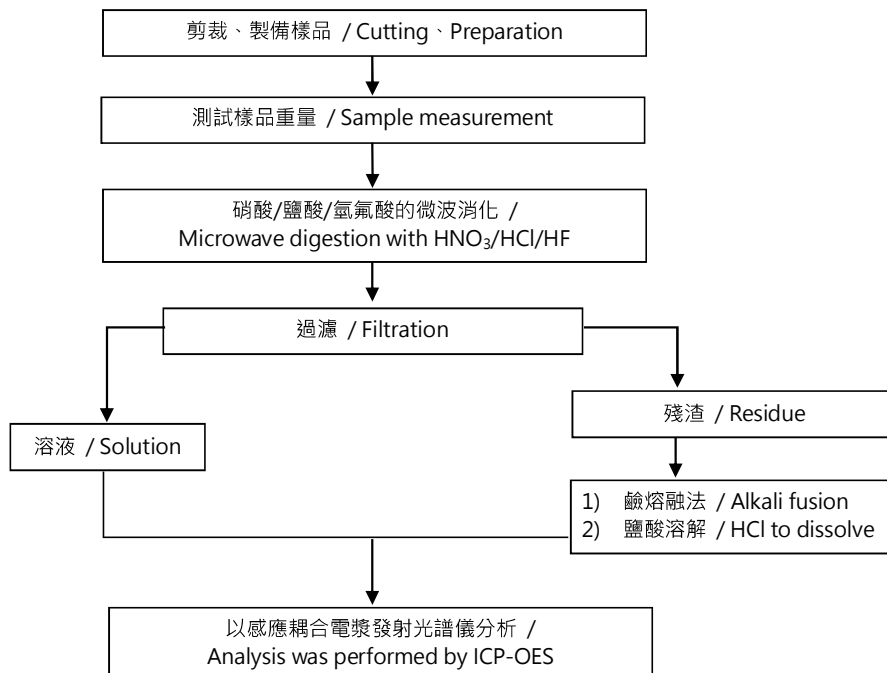 剪裁、製備樣品 / Cutting、Preparation
測試樣品重量 / Sample measurement
硝酸/鹽酸/氫氟酸的微波消化 /
Microwave digestion with HNO₃/HCl/HF
過濾 / Filtration
溶液 / Solution
殘渣 / Residue
1) 鹼熔融法 / Alkali fusion
2) 鹽酸溶解 / HCl to dissolve
以感應耦合電漿發射光譜儀分析 /
Analysis was performed by ICP-OES